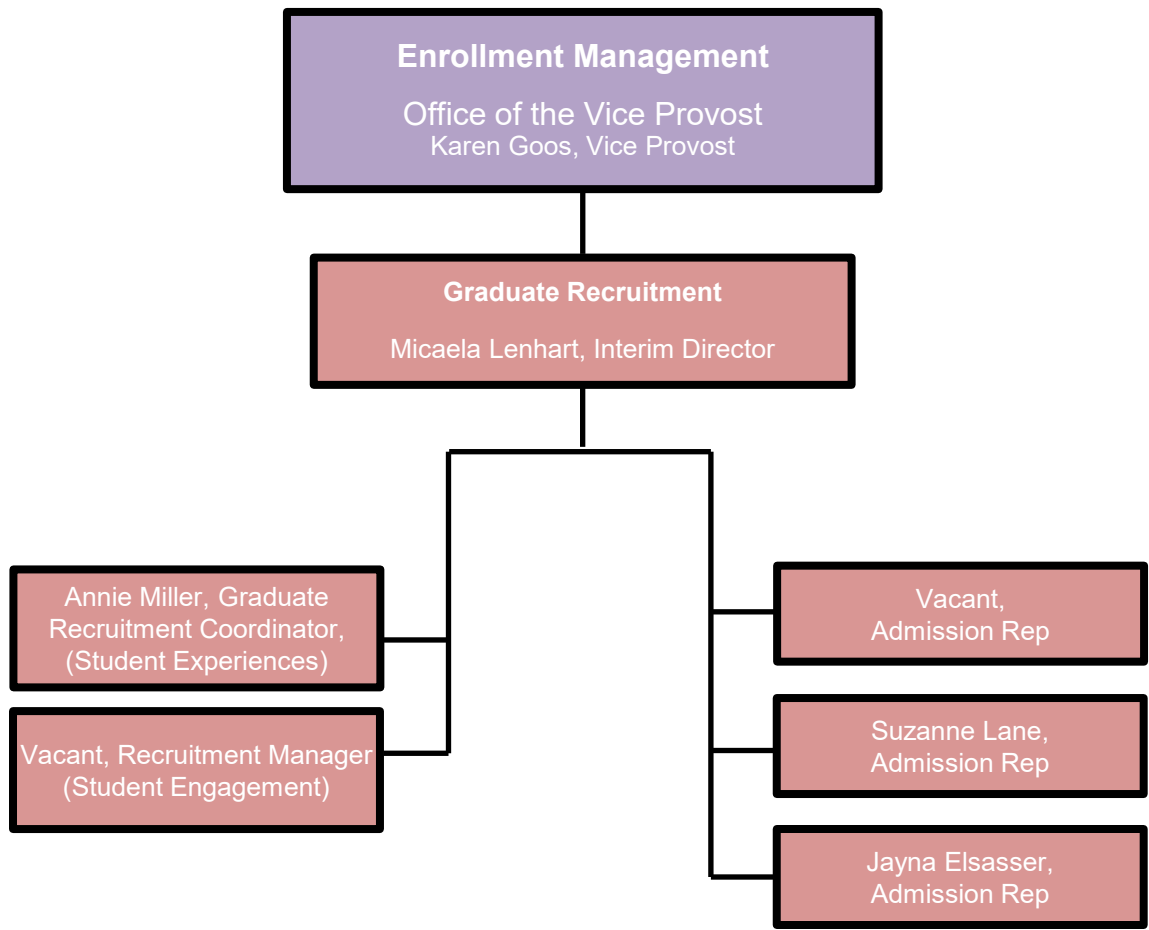 Enrollment Management
Office of the Vice Provost
Karen Goos, Vice Provost
Graduate Recruitment
Micaela Lenhart, Interim Director
Annie Miller, Graduate
Recruitment Coordinator,
(Student Experiences)
Vacant, Recruitment Manager
(Student Engagement)
Vacant,
Admission Rep
Suzanne Lane,
Admission Rep
Jayna Elsasser,
Admission Rep